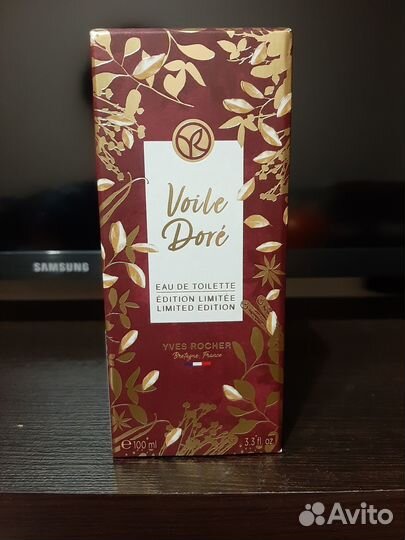 Voile
Doré
EAU DE TOILETTE
ÉDITION LIMITÉE
LIMITED EDITION
YVES ROCHER
Bretagne, France
℮ 100 ml
3.3 fl oz
SAMSUNG
Avito